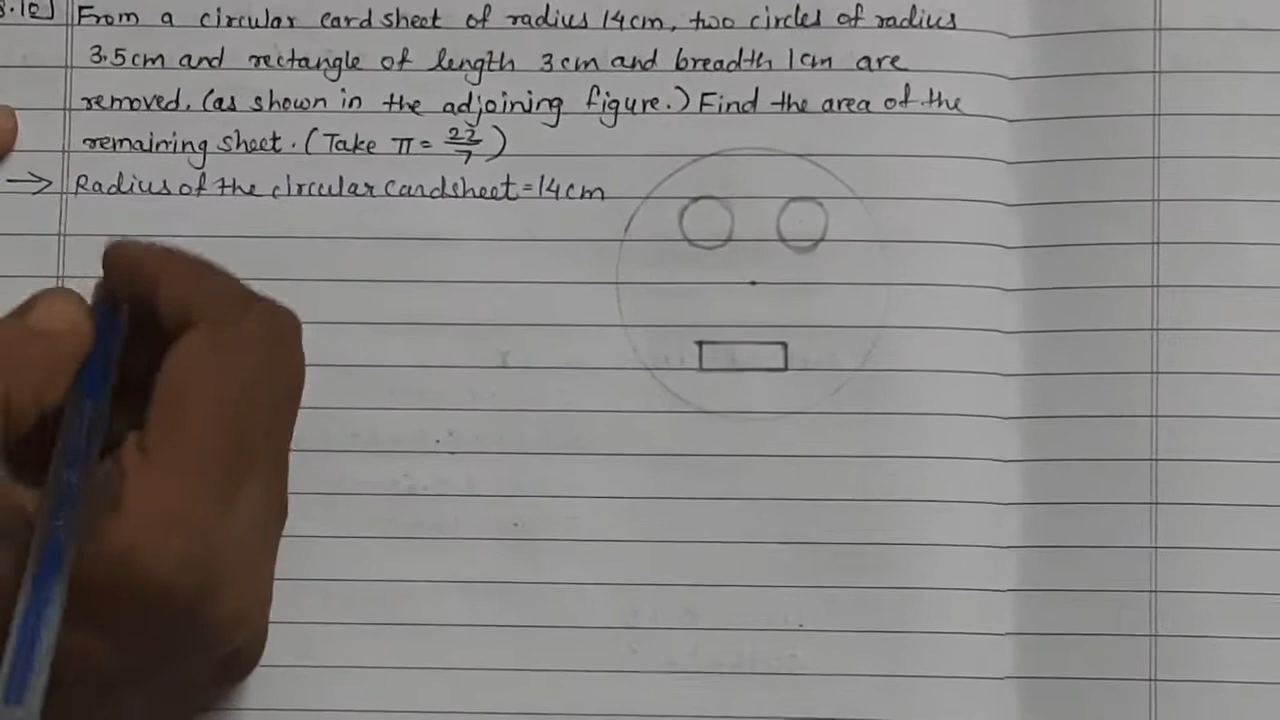 8.10] From a circular card sheet of radius 14cm, two circles of radius
3.5cm and rectangle of length 3cm and breadth 1cm are
removed. (as shown in the adjoining figure.) Find the area of the
remaining sheet. (Take π = 22/7)
→ Radius of the circular cardsheet = 14cm